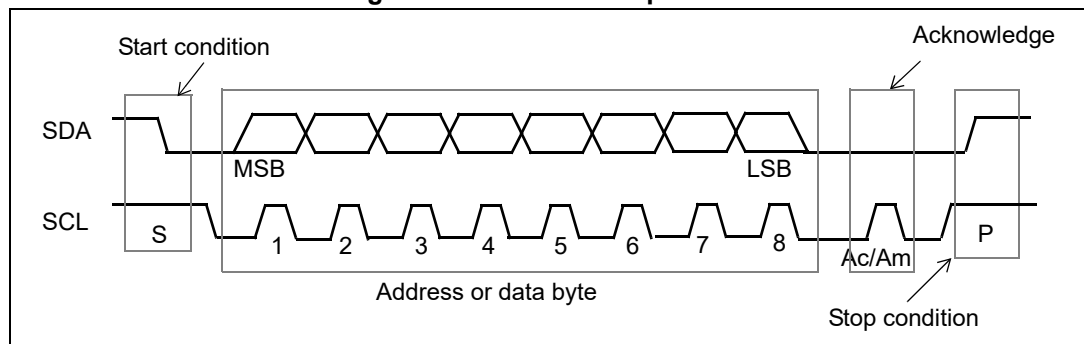 Start condition
Acknowledge
SDA
MSB
LSB
SCL
S
1
2
3
4
5
6
7
8
Ac/Am
P
Address or data byte
Stop condition